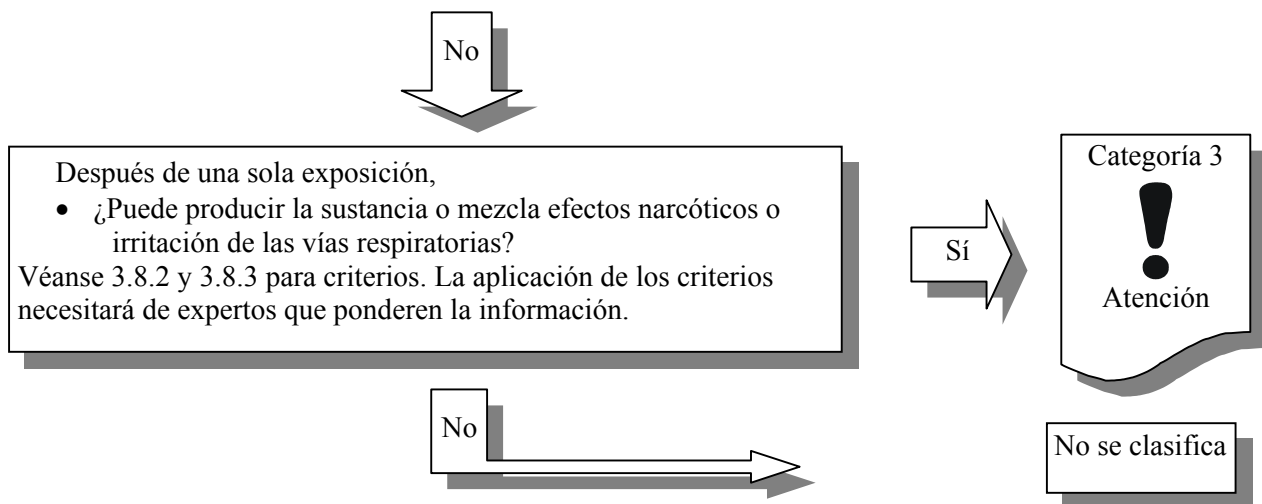 No
Después de una sola exposición,
• ¿Puede producir la sustancia o mezcla efectos narcóticos o
irritación de las vías respiratorias?
Véanse 3.8.2 y 3.8.3 para criterios. La aplicación de los criterios
necesitará de expertos que ponderen la información.
Sí
Categoría 3
!
Atención
No
No se clasifica